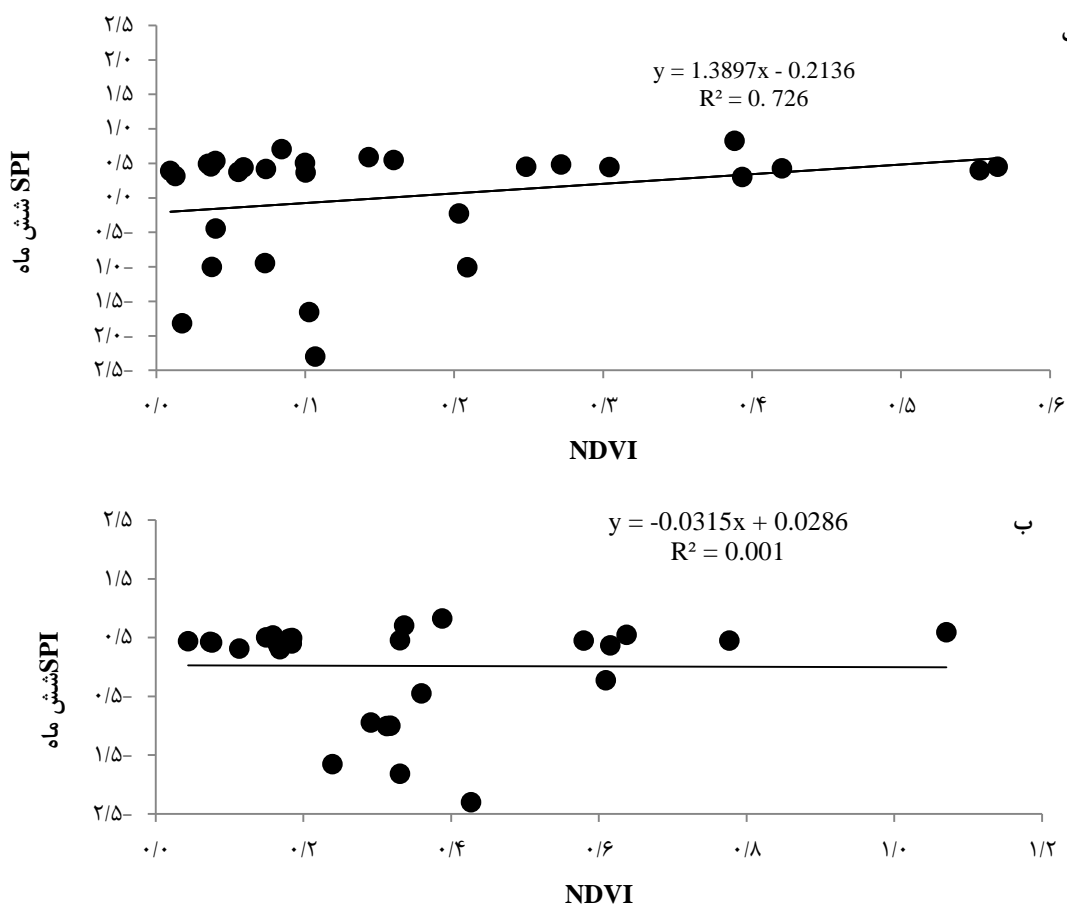 ۲/۵
۲/۰
۱/۵
۱/۰
۰/۵
۰/۰
۰/۵–
۱/۰–
۱/۵–
۲/۰–
۲/۵–
SPI شش ماه
y = 1.3897x - 0.2136
R² = 0. 726
۰/۰ ۰/۱ ۰/۲ ۰/۳ ۰/۴ ۰/۵ ۰/۶
NDVI
ب
y = -0.0315x + 0.0286
R² = 0.001
۲/۵
۱/۵
۰/۵
۰/۵–
۱/۵–
۲/۵–
SPIشش ماه
۰/۰ ۰/۲ ۰/۴ ۰/۶ ۰/۸ ۱/۰ ۱/۲
NDVI